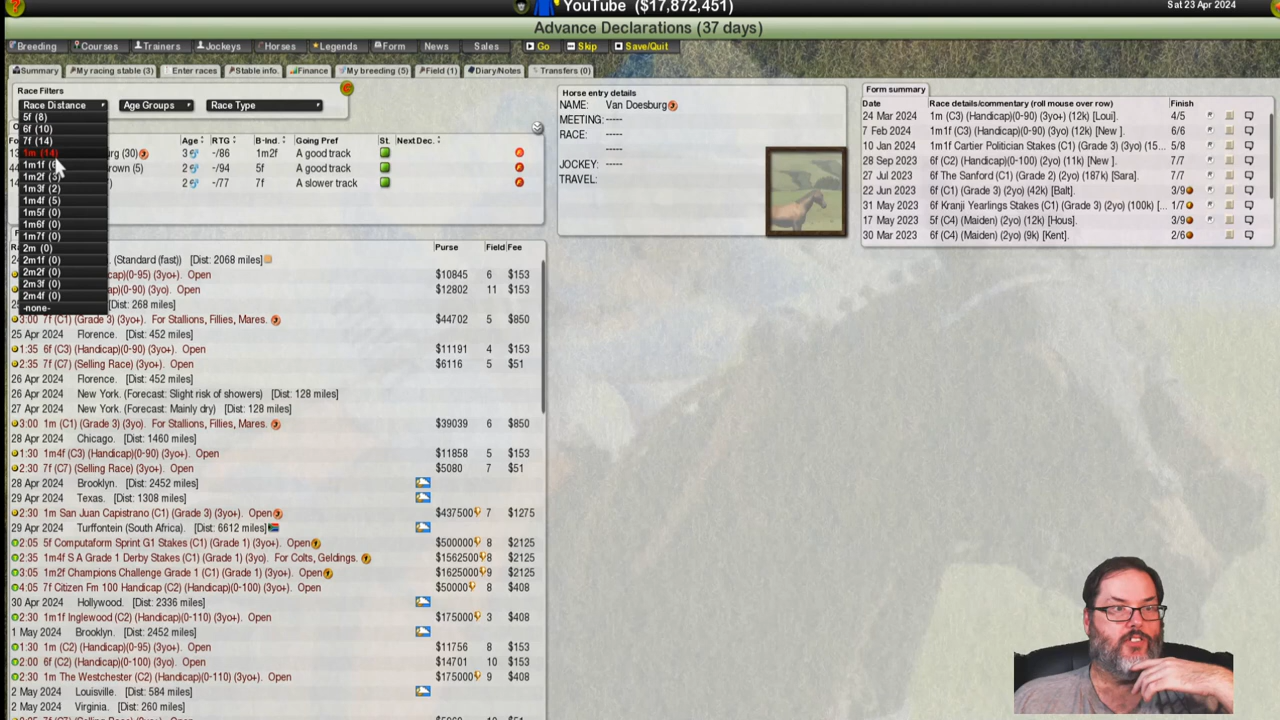 YouTube ($17,872,451)
Sat 23 Apr 2024
Advance Declarations (37 days)
Breeding Courses Trainers Jockeys Horses Legends Form News Sales Go Skip Save/Quit
Summary My racing stable (3) Enter races Stable info. Finance My breeding (5) Field (1) Diary/Notes Transfers (0)
Race Filters
Race Distance Age Groups Race Type
5f (8)
6f (10)
7f (14)
1m (14)
1m1f
1m2f
1m3f (2)
1m4f (5)
1m5f (0)
1m6f (0)
1m7f (0)
2m (0)
2m1f (0)
2m2f (0)
2m3f (0)
2m4f (0)
-none-
Age RTG B-Ind. Going Pref St. Next Dec.
rg (30) 3 -/86 1m2f A good track
rown (5) 2 -/94 5f A good track
2 -/77 7f A slower track
Purse Field Fee
(Standard (fast)) [Dist: 2068 miles]
cap)(0-95) (3yo+). Open $10845 6 $153
ap)(0-90) (3yo). Open $12802 11 $153
[Dist: 268 miles]
3:00 7f (C1) (Grade 3) (3yo+). For Stallions, Fillies, Mares. $44702 5 $850
25 Apr 2024 Florence. [Dist: 452 miles]
1:35 6f (C3) (Handicap)(0-90) (3yo+). Open $11191 4 $153
2:35 7f (C7) (Selling Race) (3yo+). Open $6116 5 $51
26 Apr 2024 Florence. [Dist: 452 miles]
26 Apr 2024 New York. (Forecast: Slight risk of showers) [Dist: 128 miles]
27 Apr 2024 New York. (Forecast: Mainly dry) [Dist: 128 miles]
3:00 1m (C1) (Grade 3) (3yo+). For Stallions, Fillies, Mares. $39039 6 $850
28 Apr 2024 Chicago. [Dist: 1460 miles]
1:30 1m4f (C3) (Handicap)(0-90) (3yo+). Open $11858 5 $153
2:30 7f (C7) (Selling Race) (3yo+). Open $5080 7 $51
28 Apr 2024 Brooklyn. [Dist: 2452 miles]
29 Apr 2024 Texas. [Dist: 1308 miles]
2:30 1m San Juan Capistrano (C1) (Grade 3) (3yo+). Open $437500 7 $1275
29 Apr 2024 Turffontein (South Africa). [Dist: 6612 miles]
2:05 5f Computaform Sprint G1 Stakes (C1) (Grade 1) (3yo+). Open $500000 8 $2125
2:35 1m4f S A Grade 1 Derby Stakes (C1) (Grade 1) (3yo). For Colts, Geldings. $1562500 8 $2125
3:05 1m2f Champions Challenge Grade 1 (C1) (Grade 1) (3yo+). Open $1625000 9 $2125
4:05 7f Citizen Fm 100 Handicap (C2) (Handicap)(0-100) (3yo+). Open $50000 8 $408
30 Apr 2024 Hollywood. [Dist: 2336 miles]
2:30 1m1f Inglewood (C2) (Handicap)(0-110) (3yo+). Open $175000 3 $408
1 May 2024 Brooklyn. [Dist: 2452 miles]
1:30 1m (C2) (Handicap)(0-95) (3yo+). Open $11756 8 $153
2:00 6f (C2) (Handicap)(0-100) (3yo+). Open $14701 10 $153
2:30 1m The Westchester (C2) (Handicap)(0-110) (3yo+). Open $175000 9 $408
2 May 2024 Louisville. [Dist: 584 miles]
2 May 2024 Virginia. [Dist: 260 miles]
Horse entry details
NAME: Van Doesburg
MEETING: -----
RACE: -----
-----
JOCKEY: -----
TRAVEL:
Form summary
Date Race details/commentary (roll mouse over row) Finish
24 Mar 2024 1m (C3) (Handicap)(0-90) (3yo+) (12k) [Loui]. 4/5
7 Feb 2024 1m1f (C3) (Handicap)(0-90) (3yo) (12k) [New ]. 6/6
10 Jan 2024 1m1f Cartier Politician Stakes (C1) (Grade 3) (3yo) (15... 5/8
28 Sep 2023 6f (C2) (Handicap)(0-100) (2yo) (11k) [New ]. 7/7
27 Jul 2023 6f The Sanford (C1) (Grade 2) (2yo) (187k) [Sara]. 7/7
22 Jun 2023 6f (C1) (Grade 3) (2yo) (42k) [Balt]. 3/9
31 May 2023 6f Kranji Yearlings Stakes (C1) (Grade 3) (2yo) (100k) [... 1/7
17 May 2023 5f (C4) (Maiden) (2yo) (12k) [Hous]. 3/9
30 Mar 2023 6f (C4) (Maiden) (2yo) (9k) [Kent]. 2/6